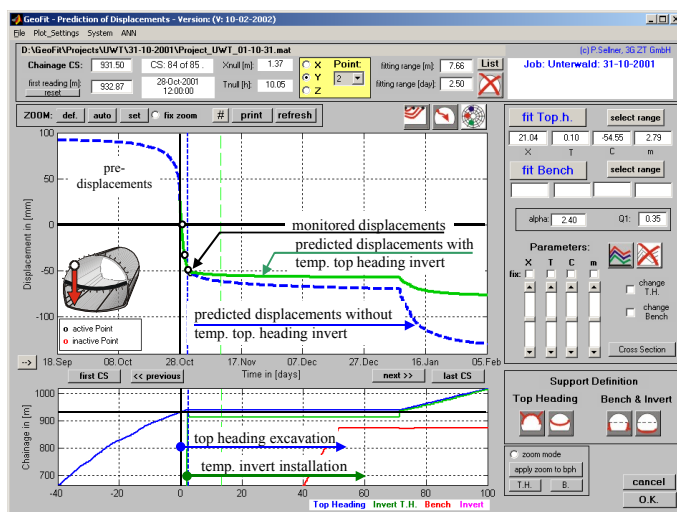 GeoFit - Prediction of Displacements - Version: (V: 10-02-2002)
File Plot_Settings System ANN
D:\GeoFit\Projects\UWT\31-10-2001\Project_UWT_01-10-31.mat
(c) P.Sellner, 3G ZT GmbH
Chainage CS: 931.50 CS: 84 of 85 . Xnull [m]: 1.37 X Point: fitting range [m]: 7.66 List
Job: Unterwald: 31-10-2001
first reading [m]: 932.87 28-Oct-2001 12:00:00 Tnull [h]: 10.05 Y 2 fitting range [day]: 2.50
reset Z
ZOOM: def. auto set fix zoom # print refresh
fit Top.h. select range
21.04 0.10 -54.55 2.79
X T C m
fit Bench select range
alpha: 2.40 Q1: 0.35
Parameters:
X T C m
fix:
change T.H.
change Bench
Cross Section
Displacement in [mm]
100
50
0
-50
-100
pre-
displacements
monitored displacements
predicted displacements with
temp. top heading invert
predicted displacements without
temp. top. heading invert
active Point
inactive Point
--> 18.Sep 08.Oct 28.Oct 17.Nov 07.Dec 27.Dec 16.Jan 05.Feb
Time in [days]
first CS << previous next >> last CS
Chainage in [m]
1000
900
800
700
top heading excavation
temp. invert installation
-40 -20 0 20 40 60 80 100
Top Heading Invert T.H. Bench Invert
Support Definition
Top Heading Bench & Invert
zoom mode
apply zoom to bph
T.H. B.
cancel
O.K.